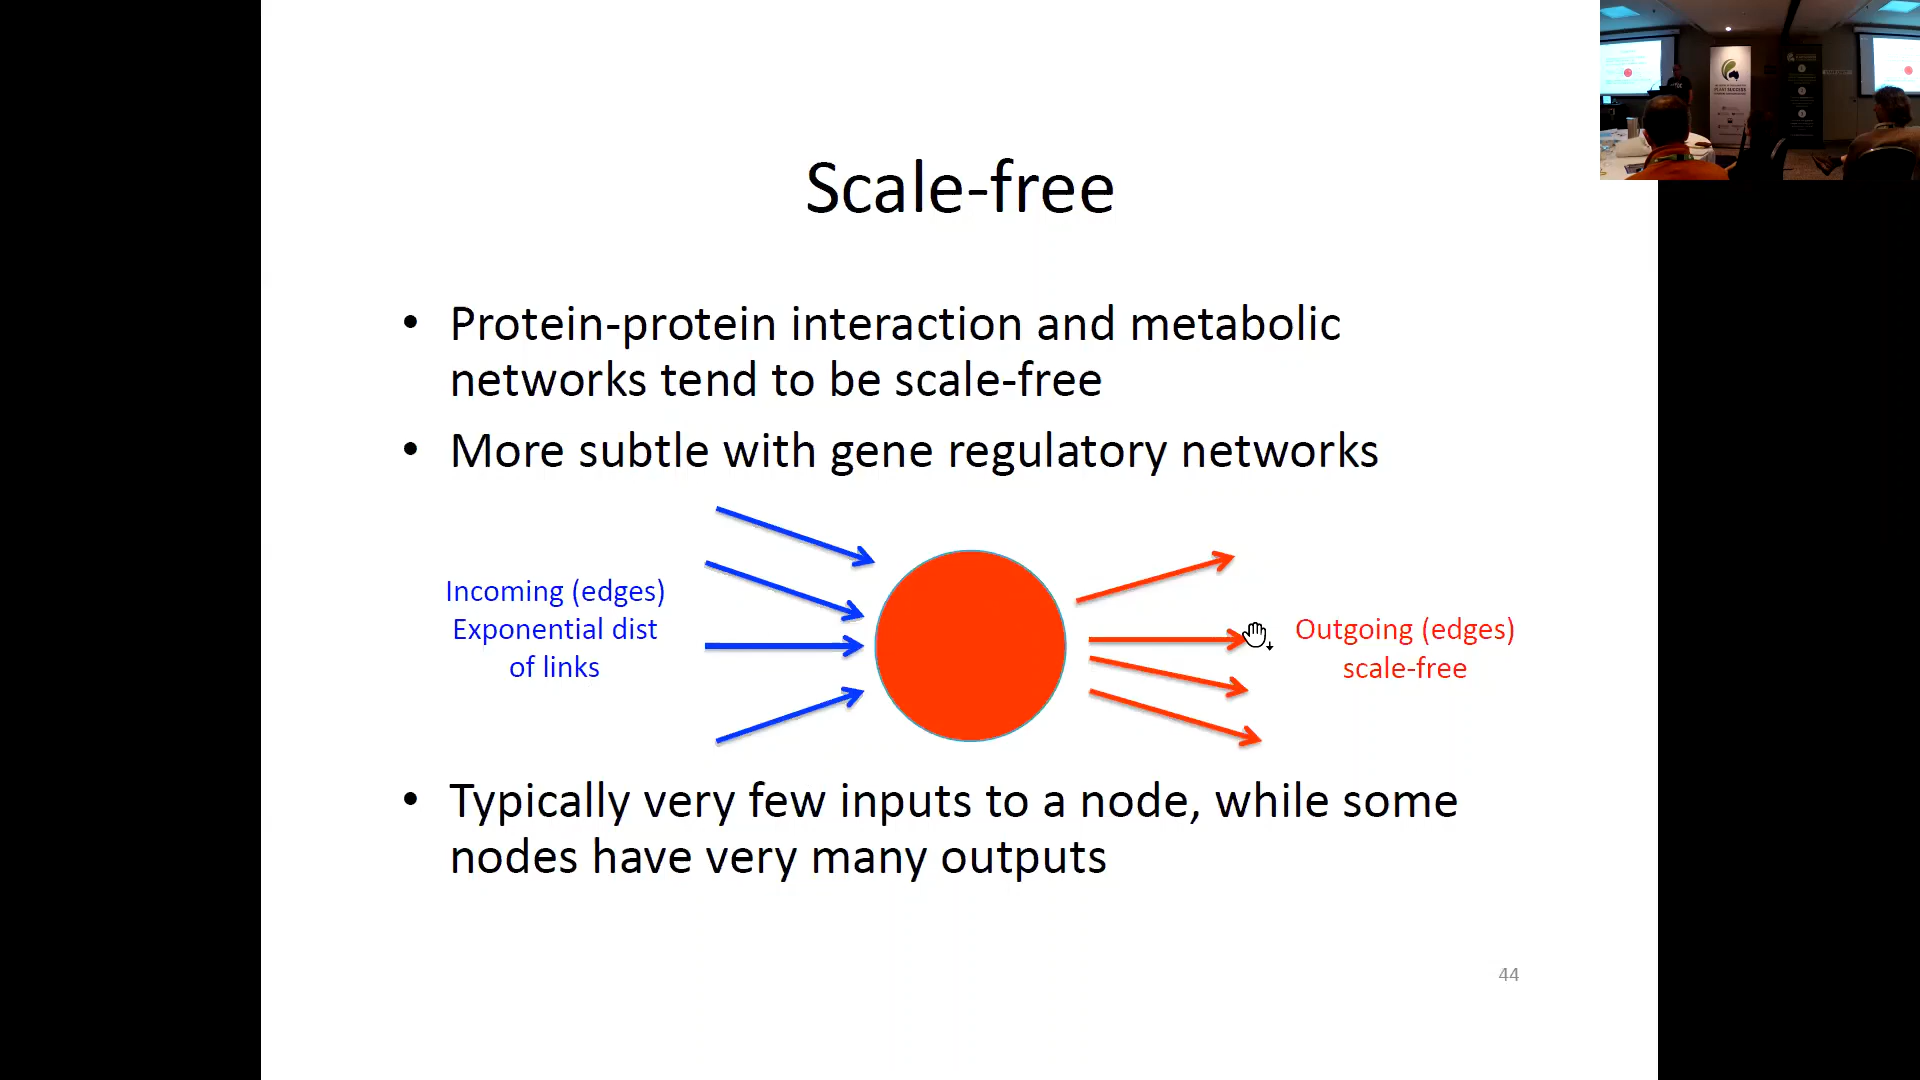 Scale-free
• Protein-protein interaction and metabolic
networks tend to be scale-free
• More subtle with gene regulatory networks
Incoming (edges)
Exponential dist
of links
Outgoing (edges)
scale-free
• Typically very few inputs to a node, while some
nodes have very many outputs
44